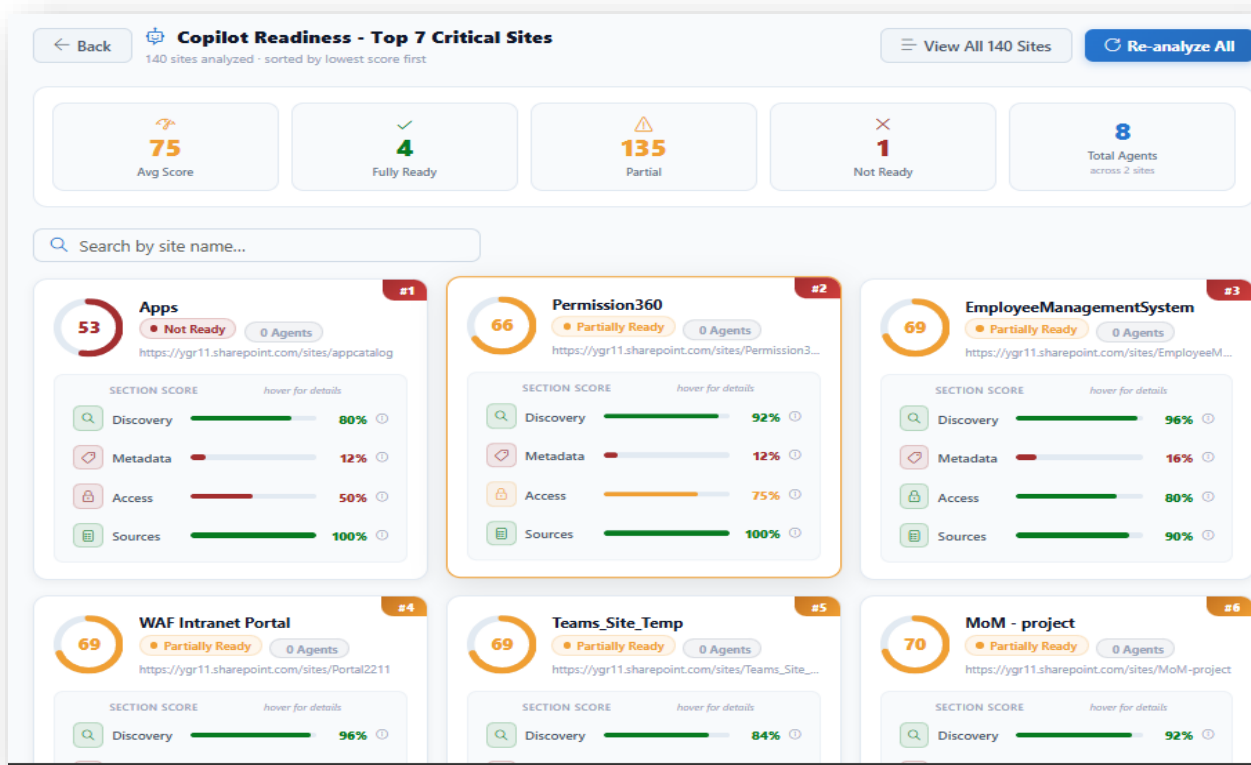 Back
Copilot Readiness - Top 7 Critical Sites
140 sites analyzed · sorted by lowest score first
View All 140 Sites
Re-analyze All
75
Avg Score
4
Fully Ready
135
Partial
1
Not Ready
8
Total Agents
across 2 sites
Search by site name...
#1
53
Apps
Not Ready
0 Agents
https://ygr11.sharepoint.com/sites/appcatalog
SECTION SCORE hover for details
Discovery 80%
Metadata 12%
Access 50%
Sources 100%
#2
66
Permission360
Partially Ready
0 Agents
https://ygr11.sharepoint.com/sites/Permission3...
SECTION SCORE hover for details
Discovery 92%
Metadata 12%
Access 75%
Sources 100%
#3
69
EmployeeManagementSystem
Partially Ready
0 Agents
https://ygr11.sharepoint.com/sites/EmployeeM...
SECTION SCORE hover for details
Discovery 96%
Metadata 16%
Access 80%
Sources 90%
#4
69
WAF Intranet Portal
Partially Ready
0 Agents
https://ygr11.sharepoint.com/sites/Portal2211
SECTION SCORE hover for details
Discovery 96%
#5
69
Teams_Site_Temp
Partially Ready
0 Agents
https://ygr11.sharepoint.com/sites/Teams_Site_...
SECTION SCORE hover for details
Discovery 84%
#6
70
MoM - project
Partially Ready
0 Agents
https://ygr11.sharepoint.com/sites/MoM-project
SECTION SCORE hover for details
Discovery 92%